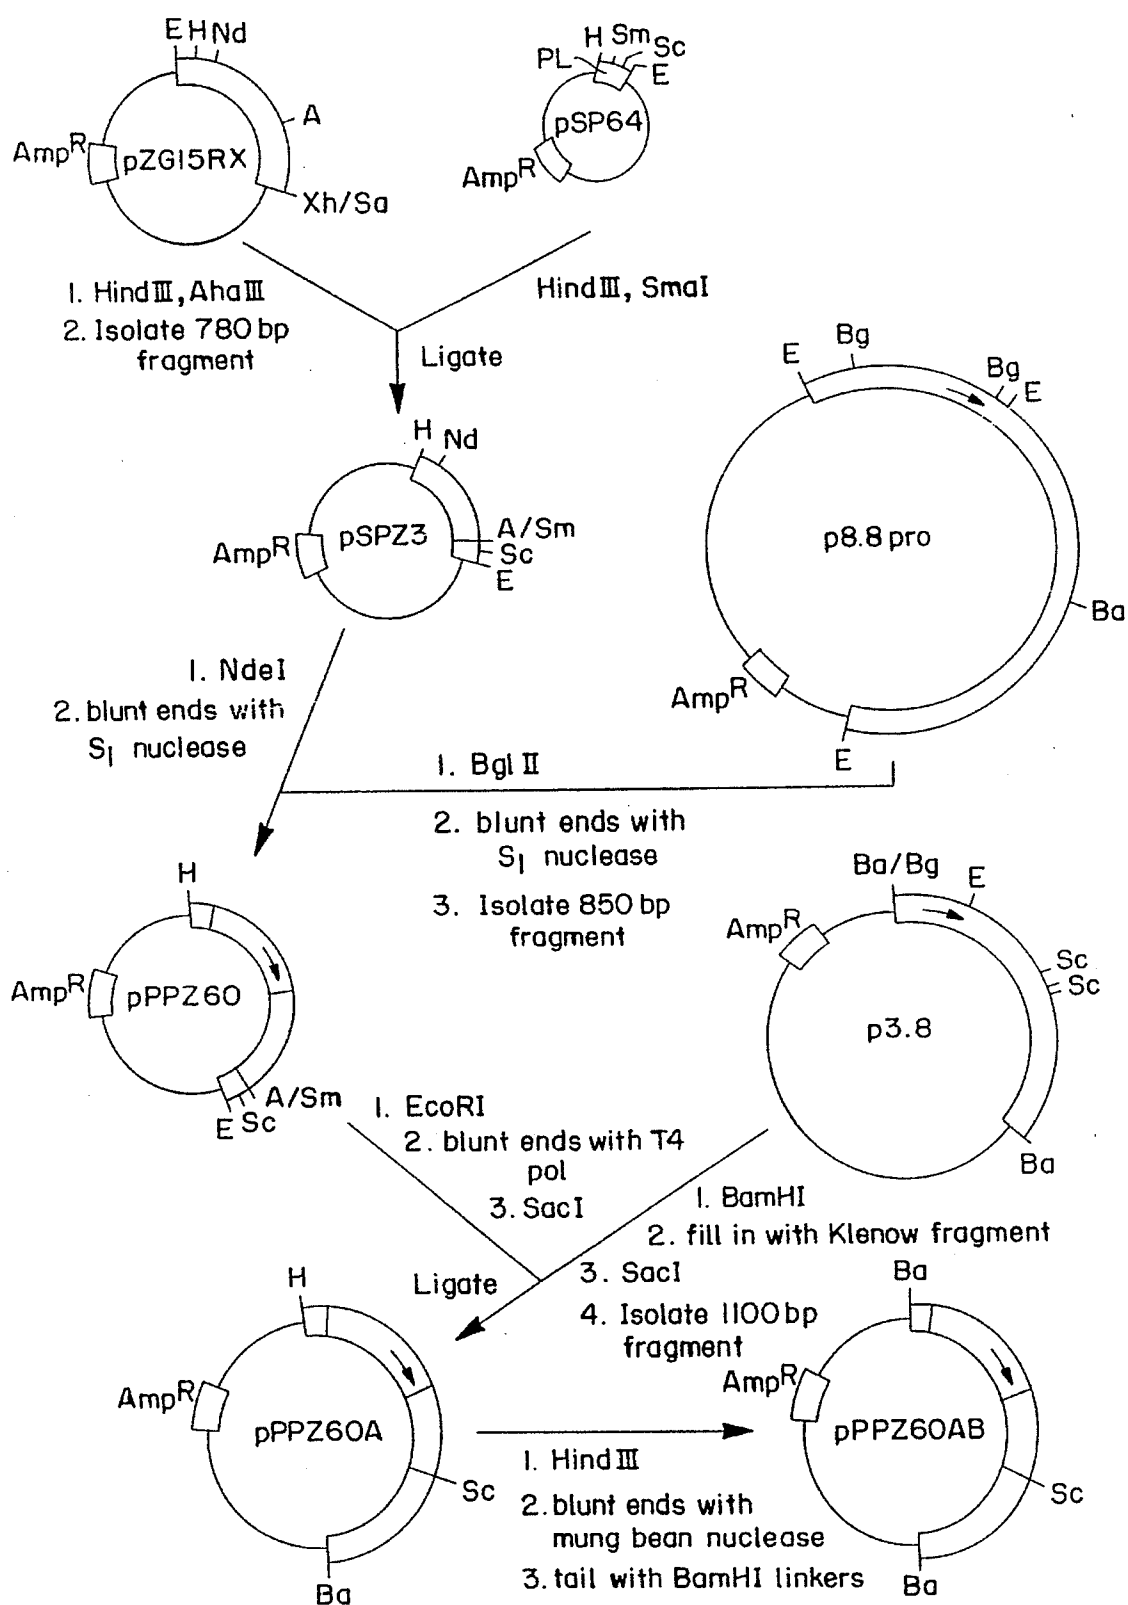 E H Nd
A
Amp^R
pZG15RX
Xh/Sa
H Sm Sc
PL
E
pSP64
Amp^R
1. HindIII, AhaIII
2. Isolate 780 bp
fragment
HindIII, SmaI
Ligate
H Nd
pSPZ3
Amp^R
A/Sm
Sc
E
E
Bg
Bg
E
p8.8 pro
Ba
Amp^R
E
1. NdeI
2. blunt ends with
S1 nuclease
1. Bgl II
2. blunt ends with
S1 nuclease
3. Isolate 850 bp
fragment
H
Amp^R
pPPZ60
A/Sm
E Sc
Ba/Bg
E
Amp^R
Sc
Sc
p3.8
Ba
1. EcoRI
2. blunt ends with T4
pol
3. SacI
1. BamHI
2. fill in with Klenow fragment
3. SacI
4. Isolate 1100 bp
fragment
Ligate
H
Amp^R
pPPZ60A
Sc
Ba
1. HindIII
2. blunt ends with
mung bean nuclease
3. tail with BamHI linkers
Ba
Amp^R
pPPZ60AB
Sc
Ba